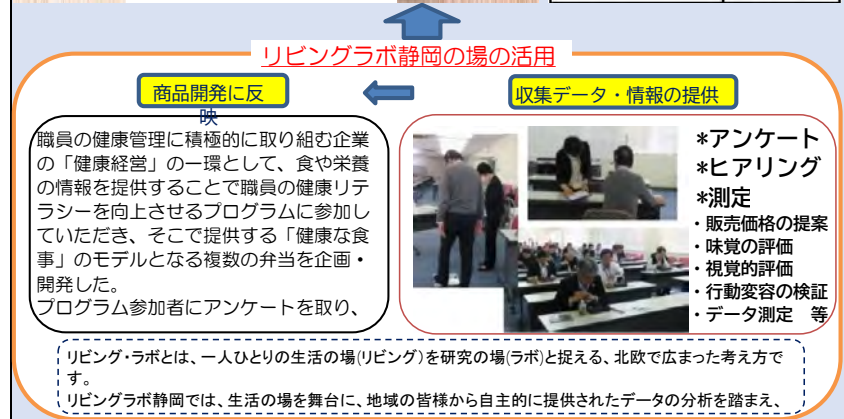 リビングラボ静岡の場の活用
商品開発に反
映
収集データ・情報の提供
職員の健康管理に積極的に取り組む企業
の「健康経営」の一環として、食や栄養
の情報を提供することで職員の健康リテ
ラシーを向上させるプログラムに参加し
ていただき、そこで提供する「健康な食
事」のモデルとなる複数の弁当を企画・
開発した。
プログラム参加者にアンケートを取り、
*アンケート
*ヒアリング
*測定
・販売価格の提案
・味覚の評価
・視覚的評価
・行動変容の検証
・データ測定　等
リビング・ラボとは、一人ひとりの生活の場(リビング)を研究の場(ラボ)と捉える、北欧で広まった考え方で
す。
リビングラボ静岡では、生活の場を舞台に、地域の皆様から自主的に提供されたデータの分析を踏まえ、